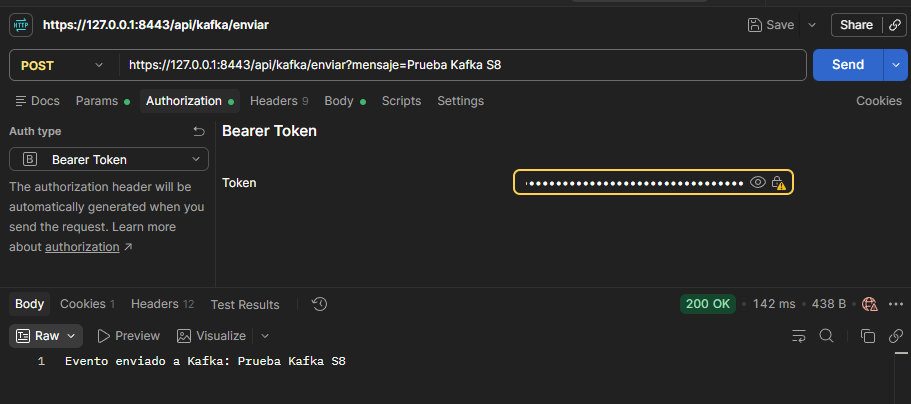 HTTP https://127.0.0.1:8443/api/kafka/enviar Save Share
POST https://127.0.0.1:8443/api/kafka/enviar?mensaje=Prueba Kafka S8 Send
Docs Params Authorization Headers 9 Body Scripts Settings Cookies
Auth type
B Bearer Token
The authorization header will be
automatically generated when you
send the request. Learn more
about authorization ↗
Bearer Token
Token
Body Cookies 1 Headers 12 Test Results 200 OK • 142 ms • 438 B
Raw Preview Visualize
1 Evento enviado a Kafka: Prueba Kafka S8